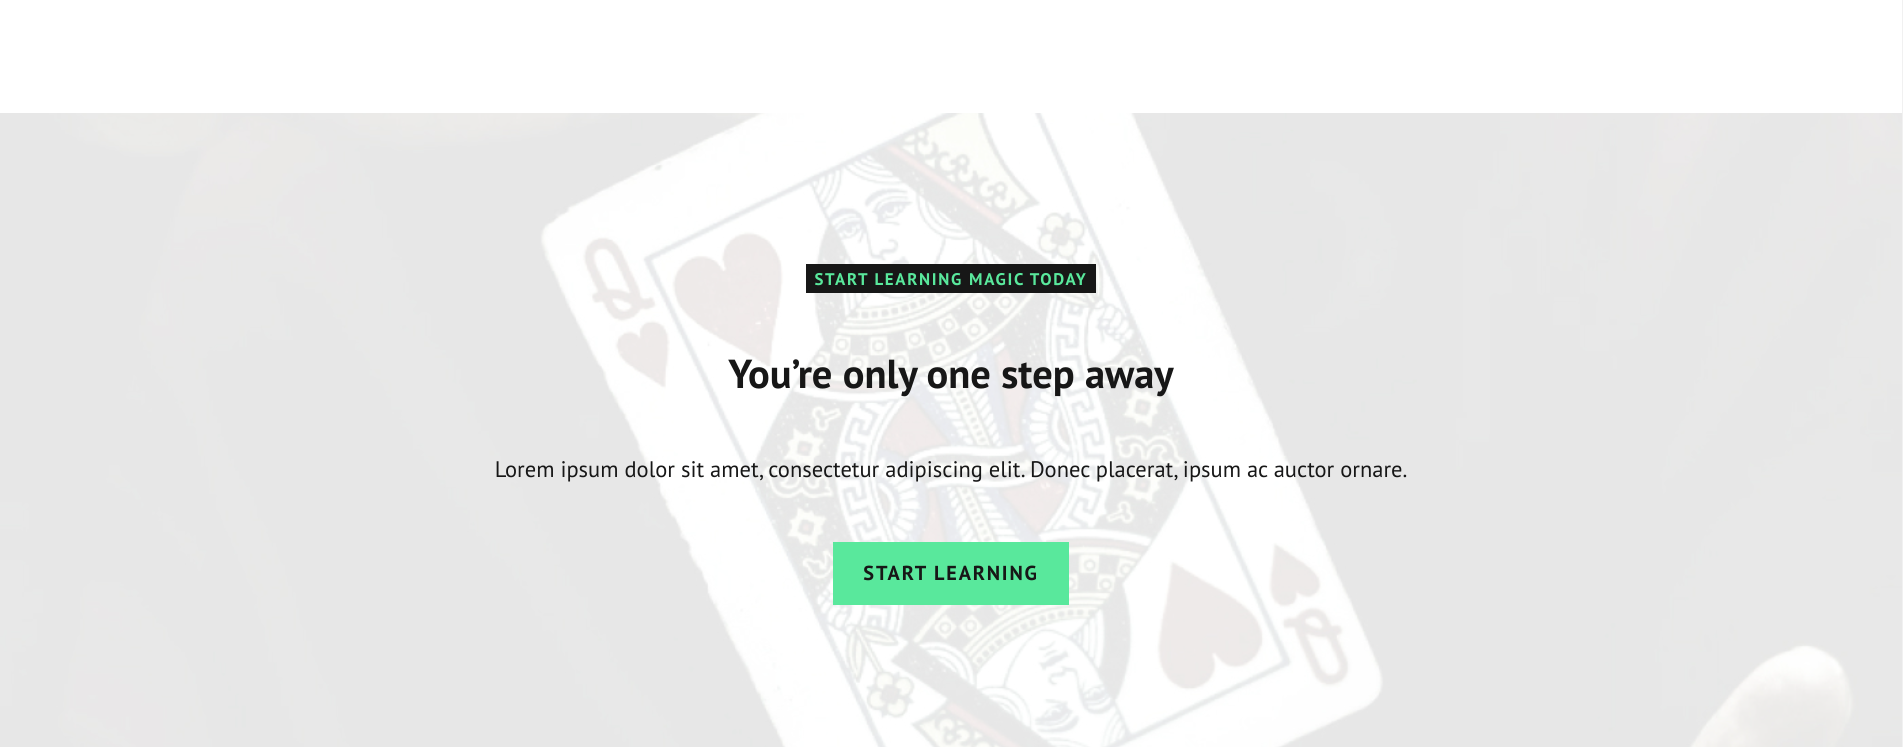 START LEARNING MAGIC TODAY
Q
You’re only one step away
Lorem ipsum dolor sit amet, consectetur adipiscing elit. Donec placerat, ipsum ac auctor ornare.
START LEARNING
Q